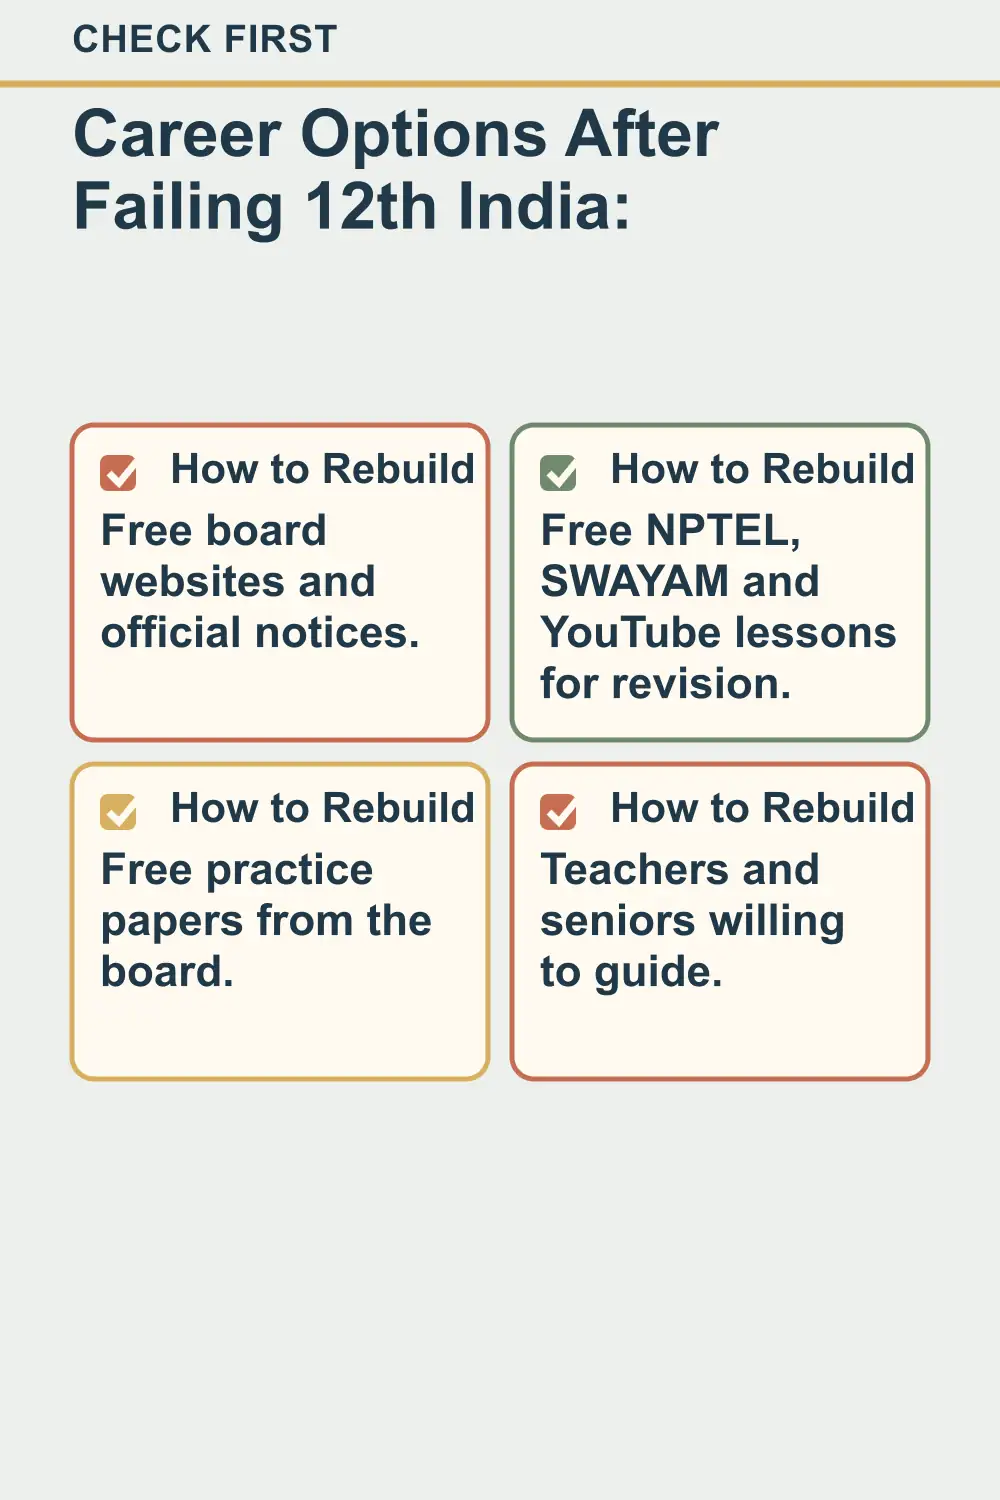 CHECK FIRST
Career Options After
Failing 12th India:
How to Rebuild
Free board
websites and
official notices.
How to Rebuild
Free NPTEL,
SWAYAM and
YouTube lessons
for revision.
How to Rebuild
Free practice
papers from the
board.
How to Rebuild
Teachers and
seniors willing
to guide.